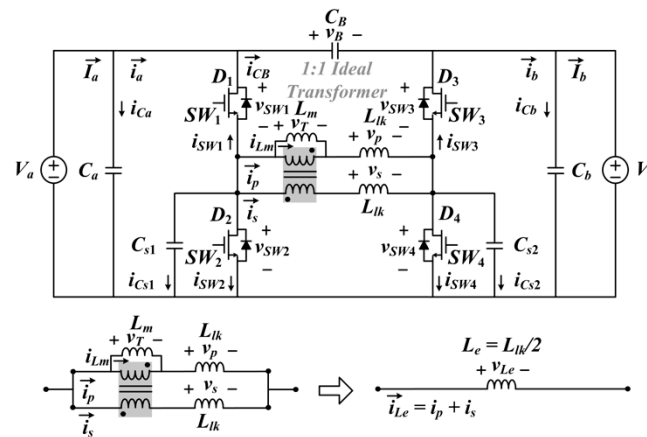 C_B
+ v_B −
I_a
i_a
i_CB
1:1 Ideal
Transformer
i_b
I_b
D_1
D_3
i_Ca
+
v_SW1
−
+
v_SW3
−
i_Cb
SW_1
SW_3
L_m
+ v_T −
L_lk
+ v_p −
i_SW1
i_Lm
i_SW3
V_a
+
−
C_a
C_b
+
−
V
i_p
+ v_s −
i_s
L_lk
D_2
D_4
C_s1
SW_2
+
v_SW2
−
+
v_SW4
−
SW_4
C_s2
i_Cs1
i_SW2
i_SW4
i_Cs2
L_m
+ v_T −
L_lk
+ v_p −
i_Lm
i_p
+ v_s −
i_s
L_lk
L_e = L_lk/2
+ v_Le −
i_Le = i_p + i_s